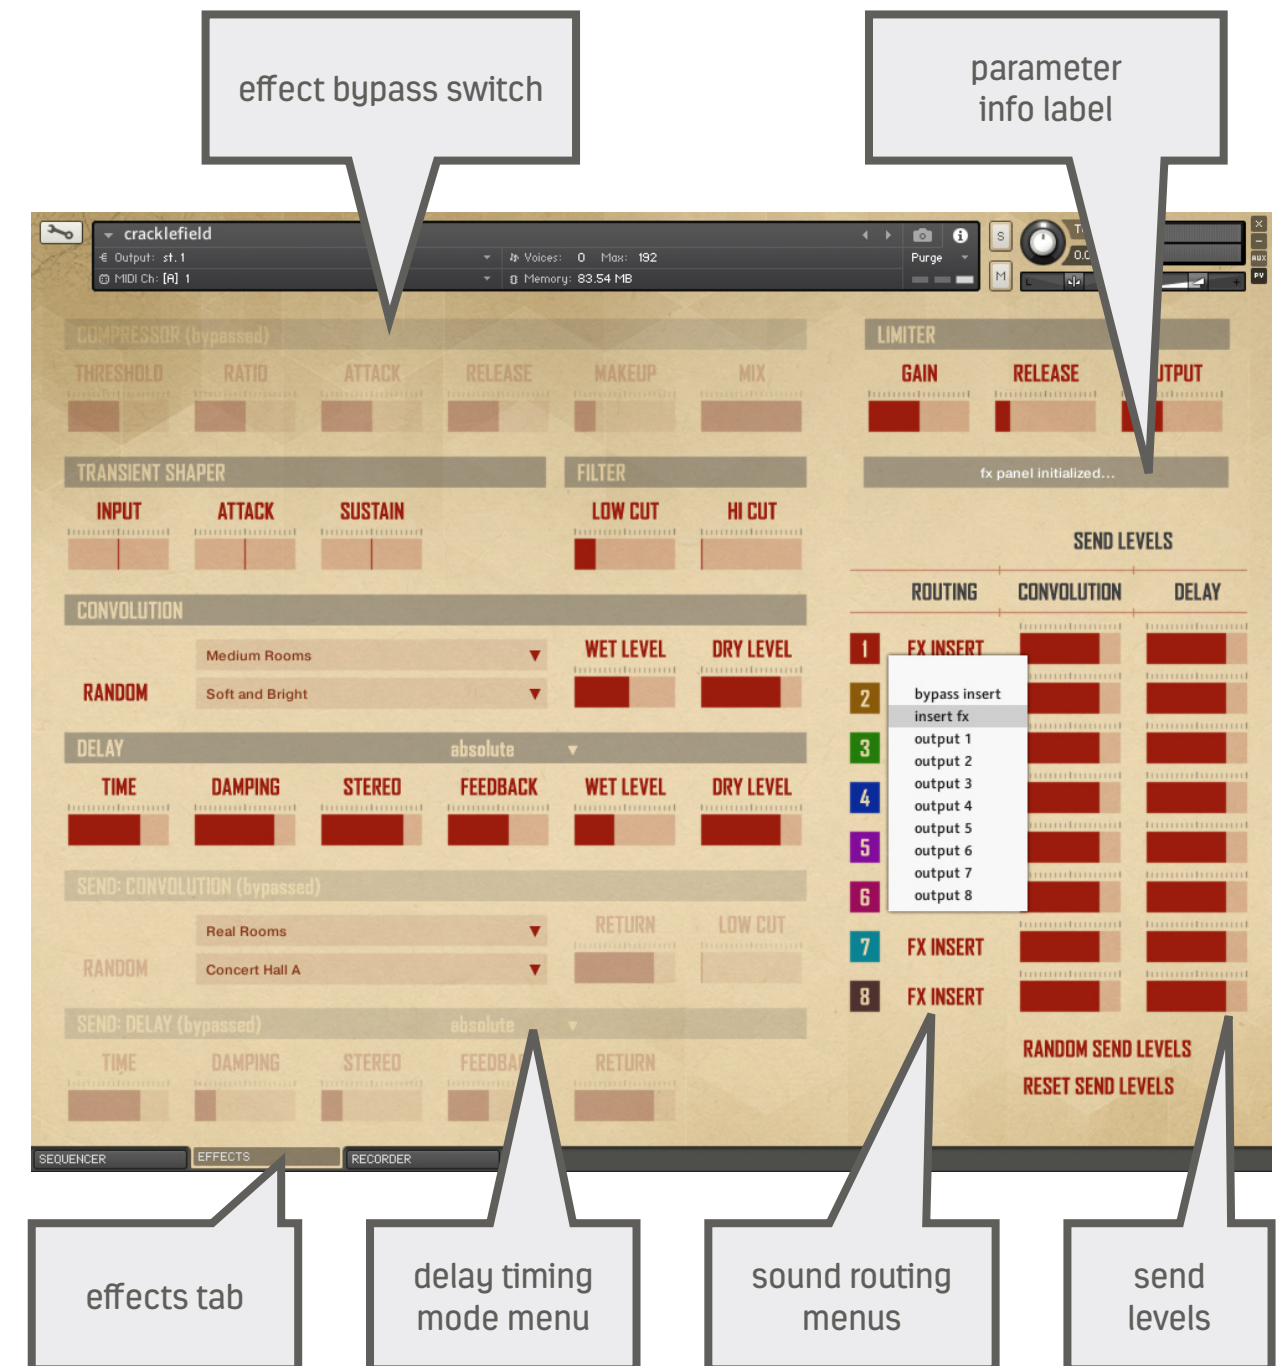 effect bypass switch
parameter
info label
cracklefield
Output: st.1
Voices: 0 Max: 192
Purge
MIDI Ch: [A] 1
Memory: 83.54 MB
S
M
L
AUX
PV
COMPRESSOR (bypassed)
THRESHOLD RATIO ATTACK RELEASE MAKEUP MIX
LIMITER
GAIN RELEASE OUTPUT
TRANSIENT SHAPER
INPUT ATTACK SUSTAIN
FILTER
LOW CUT HI CUT
fx panel initialized...
CONVOLUTION
Medium Rooms
RANDOM
Soft and Bright
WET LEVEL DRY LEVEL
DELAY absolute
TIME DAMPING STEREO FEEDBACK WET LEVEL DRY LEVEL
SEND: CONVOLUTION (bypassed)
Real Rooms
RANDOM
Concert Hall A
RETURN LOW CUT
SEND: DELAY (bypassed) absolute
TIME DAMPING STEREO FEEDBACK RETURN
SEND LEVELS
ROUTING CONVOLUTION DELAY
1 FX INSERT
2
3
4
5
6
7 FX INSERT
8 FX INSERT
bypass insert
insert fx
output 1
output 2
output 3
output 4
output 5
output 6
output 7
output 8
RANDOM SEND LEVELS
RESET SEND LEVELS
SEQUENCER EFFECTS RECORDER
effects tab
delay timing
mode menu
sound routing
menus
send
levels